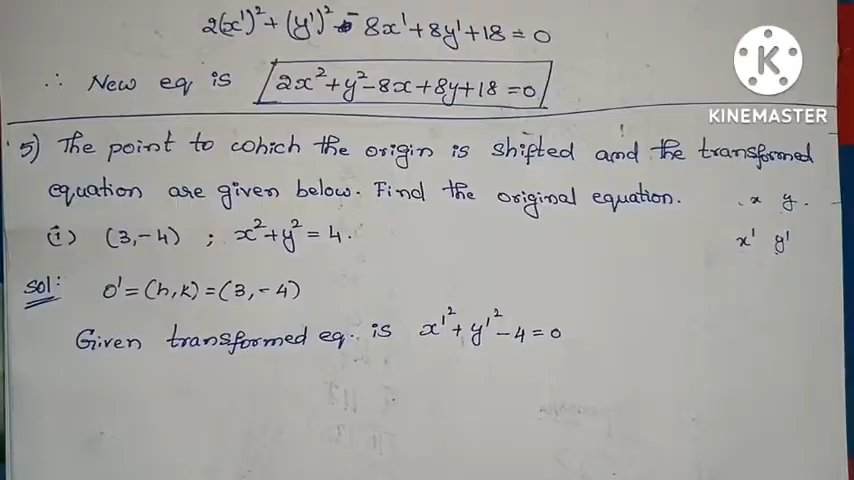 2(x')² + (y')² - 8x' + 8y' + 18 = 0
∴ New eq is 2x² + y² - 8x + 8y + 18 = 0
K
KINEMASTER
5) The point to which the origin is shifted and the transformed
equation are given below. Find the original equation.
x y.
(i) (3, -4) ; x² + y² = 4.
x' y'
Sol: O' = (h, k) = (3, -4)
Given transformed eq. is x'² + y'² - 4 = 0